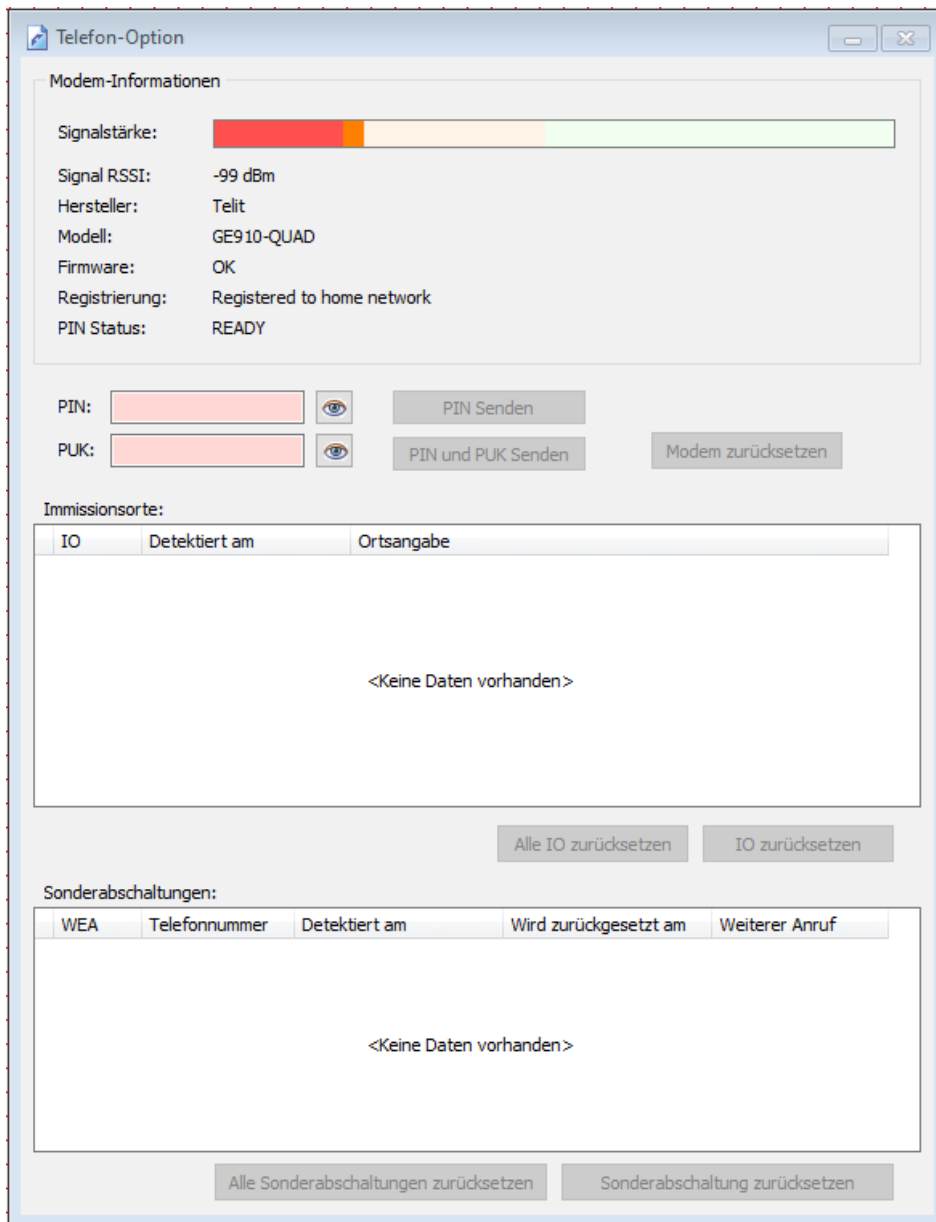 Telefon-Option
Modem-Informationen
Signalstärke:
Signal RSSI: -99 dBm
Hersteller: Telit
Modell: GE910-QUAD
Firmware: OK
Registrierung: Registered to home network
PIN Status: READY
PIN: PIN Senden
PUK: PIN und PUK Senden Modem zurücksetzen
Immissionsorte:
IO Detektiert am Ortsangabe
<Keine Daten vorhanden>
Alle IO zurücksetzen IO zurücksetzen
Sonderabschaltungen:
WEA Telefonnummer Detektiert am Wird zurückgesetzt am Weiterer Anruf
<Keine Daten vorhanden>
Alle Sonderabschaltungen zurücksetzen Sonderabschaltung zurücksetzen